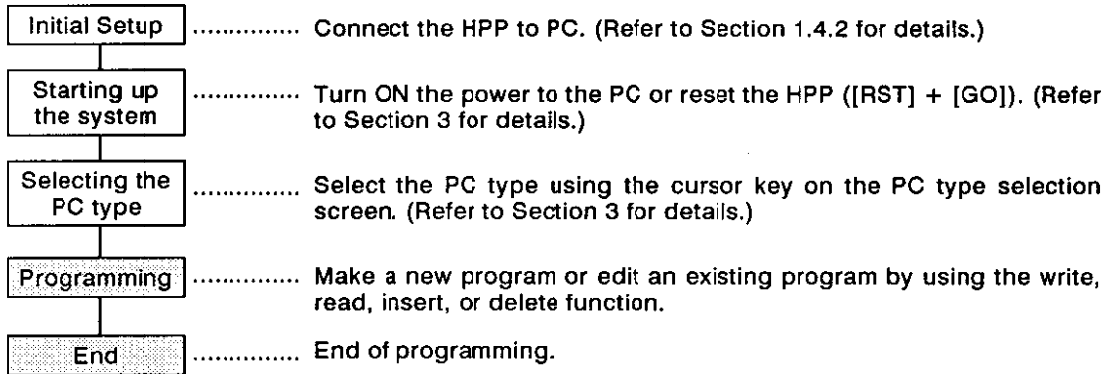 Initial Setup ............... Connect the HPP to PC. (Refer to Section 1.4.2 for details.)
Starting up
the system ............... Turn ON the power to the PC or reset the HPP ([RST] + [GO]). (Refer
to Section 3 for details.)
Selecting the
PC type ............... Select the PC type using the cursor key on the PC type selection
screen. (Refer to Section 3 for details.)
Programming ............... Make a new program or edit an existing program by using the write,
read, insert, or delete function.
End ............... End of programming.